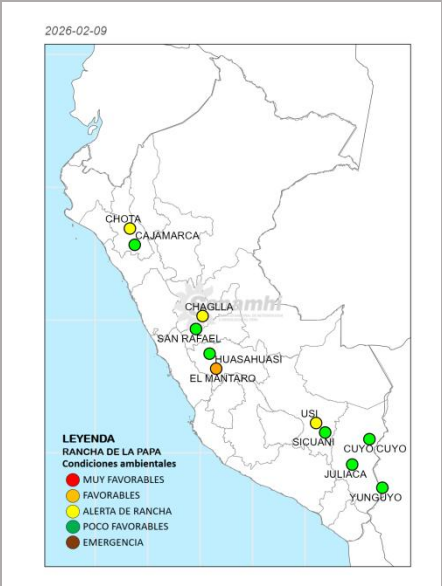 2026-02-09
CHOTA
CAJAMARCA
senamhi
CHAGLLA
SAN RAFAEL
HUASAHUASI
EL MANTARO
USI
SICUANI
CUYO CUYO
JULIACA
YUNGUYO
LEYENDA
RANCHA DE LA PAPA
Condiciones ambientales
MUY FAVORABLES
FAVORABLES
ALERTA DE RANCHA
POCO FAVORABLES
EMERGENCIA